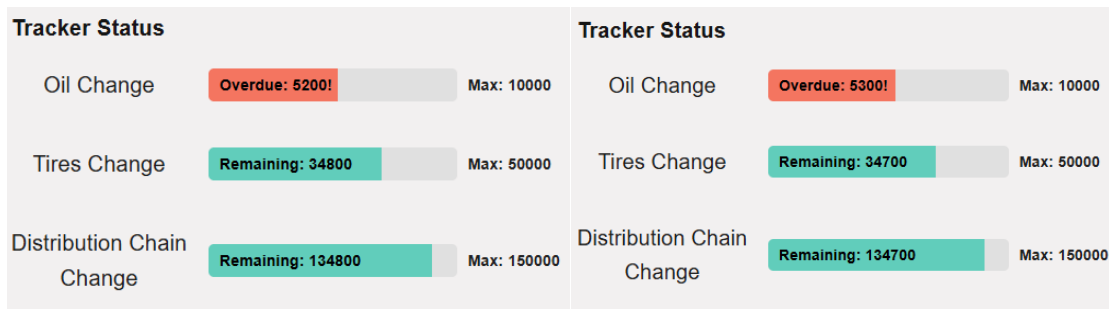 Tracker Status
Oil Change
Overdue: 5200!
Max: 10000
Tires Change
Remaining: 34800
Max: 50000
Distribution Chain
Change
Remaining: 134800
Max: 150000
Tracker Status
Oil Change
Overdue: 5300!
Max: 10000
Tires Change
Remaining: 34700
Max: 50000
Distribution Chain
Change
Remaining: 134700
Max: 150000